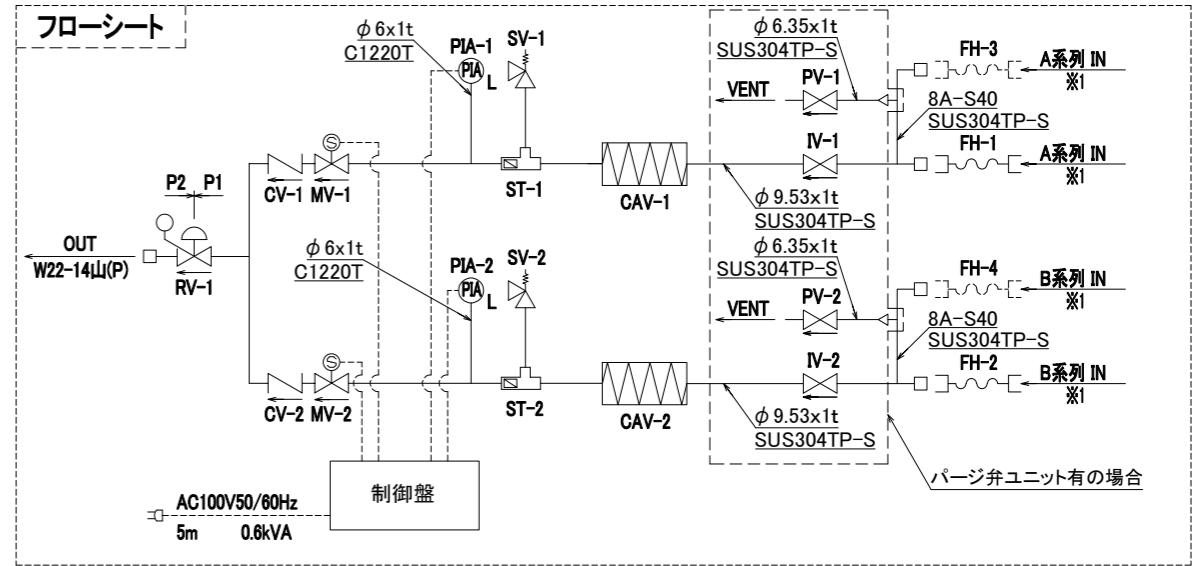 フローシート
φ6x1t
C1220T
PIA-1
PIA
L
SV-1
φ6.35x1t
SUS304TP-S
PV-1
VENT
FH-3
A系列 IN
※1
8A-S40
SUS304TP-S
IV-1
FH-1
A系列 IN
※1
S
CV-1
MV-1
ST-1
CAV-1
φ9.53x1t
SUS304TP-S
P2
P1
OUT
W22-14山(P)
RV-1
φ6x1t
C1220T
PIA-2
PIA
L
SV-2
φ6.35x1t
SUS304TP-S
PV-2
VENT
FH-4
B系列 IN
※1
8A-S40
SUS304TP-S
IV-2
FH-2
B系列 IN
※1
S
CV-2
MV-2
ST-2
CAV-2
φ9.53x1t
SUS304TP-S
パージ弁ユニット有の場合
制御盤
AC100V50/60Hz
5m
0.6kVA